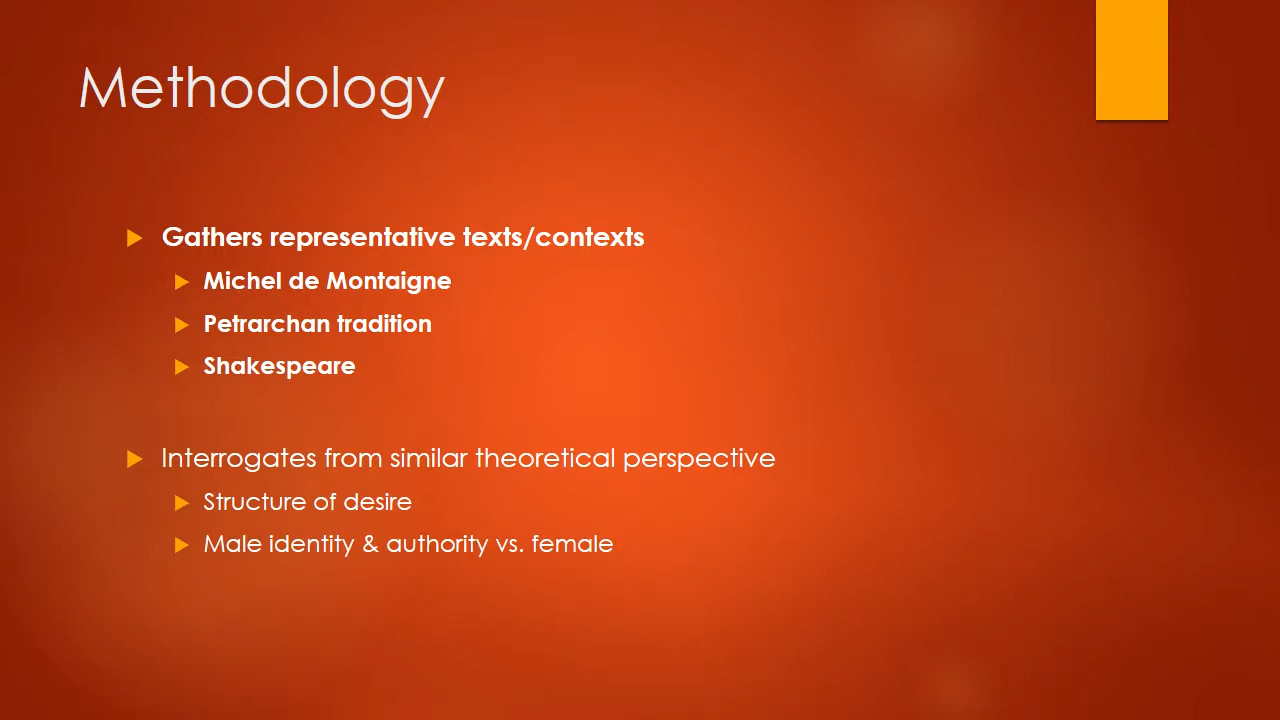 Methodology
Gathers representative texts/contexts
Michel de Montaigne
Petrarchan tradition
Shakespeare
Interrogates from similar theoretical perspective
Structure of desire
Male identity & authority vs. female